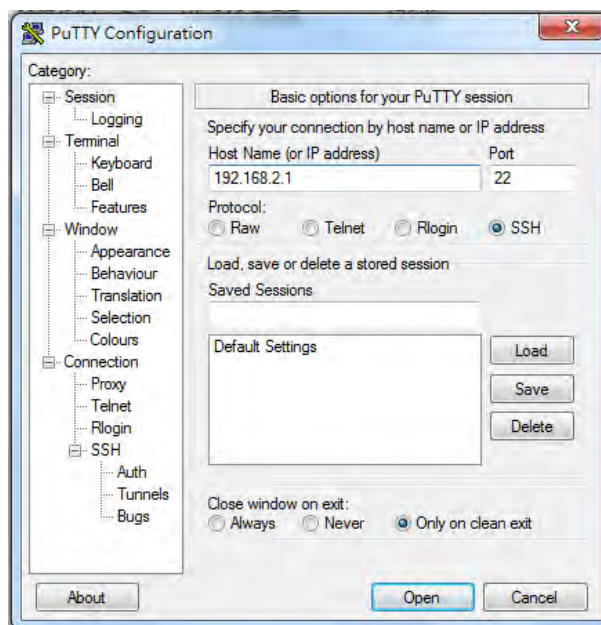 PuTTY Configuration
Category:
Session
Logging
Terminal
Keyboard
Bell
Features
Window
Appearance
Behaviour
Translation
Selection
Colours
Connection
Proxy
Telnet
Rlogin
SSH
Auth
Tunnels
Bugs
Basic options for your PuTTY session
Specify your connection by host name or IP address
Host Name (or IP address) Port
192.168.2.1 22
Protocol:
Raw Telnet Rlogin SSH
Load, save or delete a stored session
Saved Sessions
Default Settings
Load
Save
Delete
Close window on exit:
Always Never Only on clean exit
About Open Cancel